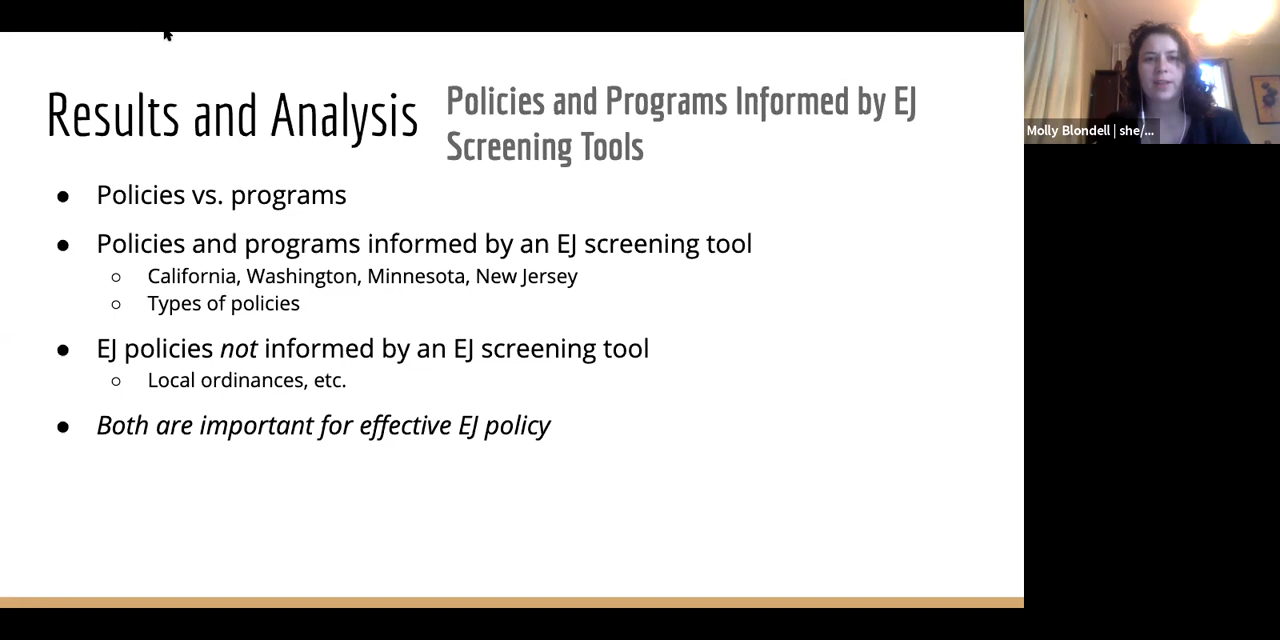 Results and Analysis
Policies and Programs Informed by EJ
Screening Tools
● Policies vs. programs
● Policies and programs informed by an EJ screening tool
○ California, Washington, Minnesota, New Jersey
○ Types of policies
● EJ policies not informed by an EJ screening tool
○ Local ordinances, etc.
● Both are important for effective EJ policy
Molly Blondell | she/...